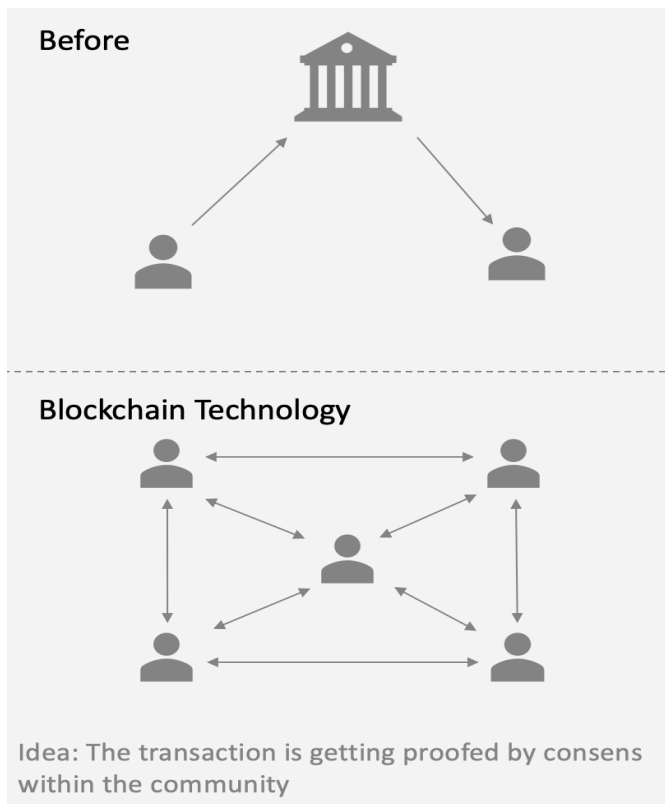 Before
Blockchain Technology
Idea: The transaction is getting proofed by consens
within the community